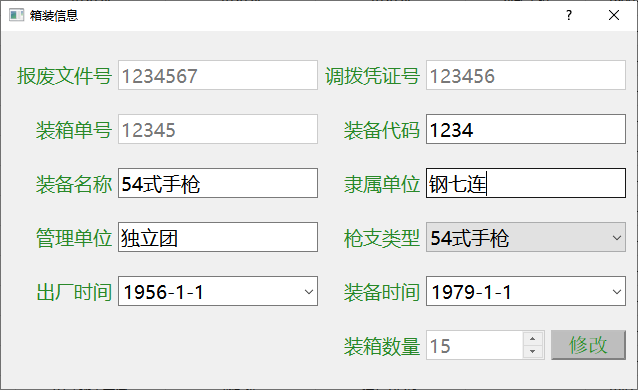 箱装信息
报废文件号 1234567 调拨凭证号 123456
装箱单号 12345 装备代码 1234
装备名称 54式手枪 隶属单位 钢七连
管理单位 独立团 枪支类型 54式手枪
出厂时间 1956-1-1 装备时间 1979-1-1
装箱数量 15 修改